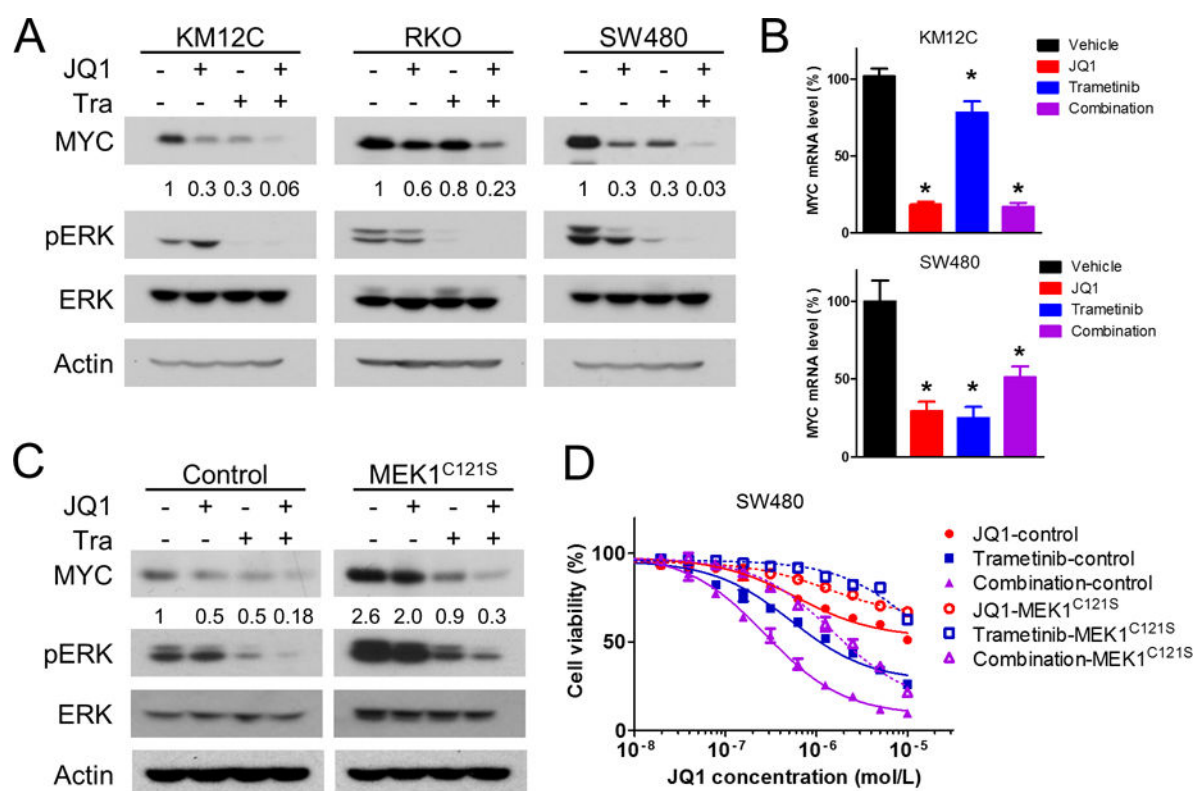 A
KM12C RKO SW480
JQ1 - + - + - + - + - + - +
Tra - - + + - - + + - - + +
MYC
1 0.3 0.3 0.06 1 0.6 0.8 0.23 1 0.3 0.3 0.03
pERK
ERK
Actin
B
KM12C
MYC mRNA level (%)
100
50
0
* * *
Vehicle
JQ1
Trametinib
Combination
SW480
MYC mRNA level (%)
100
50
0
* * *
Vehicle
JQ1
Trametinib
Combination
C
Control MEK1C121S
JQ1 - + - + - + - +
Tra - - + + - - + +
MYC
1 0.5 0.5 0.18 2.6 2.0 0.9 0.3
pERK
ERK
Actin
D
SW480
Cell viability (%)
100
50
0
10-8 10-7 10-6 10-5
JQ1 concentration (mol/L)
JQ1-control
Trametinib-control
Combination-control
JQ1-MEK1C121S
Trametinib-MEK1C121S
Combination-MEK1C121S